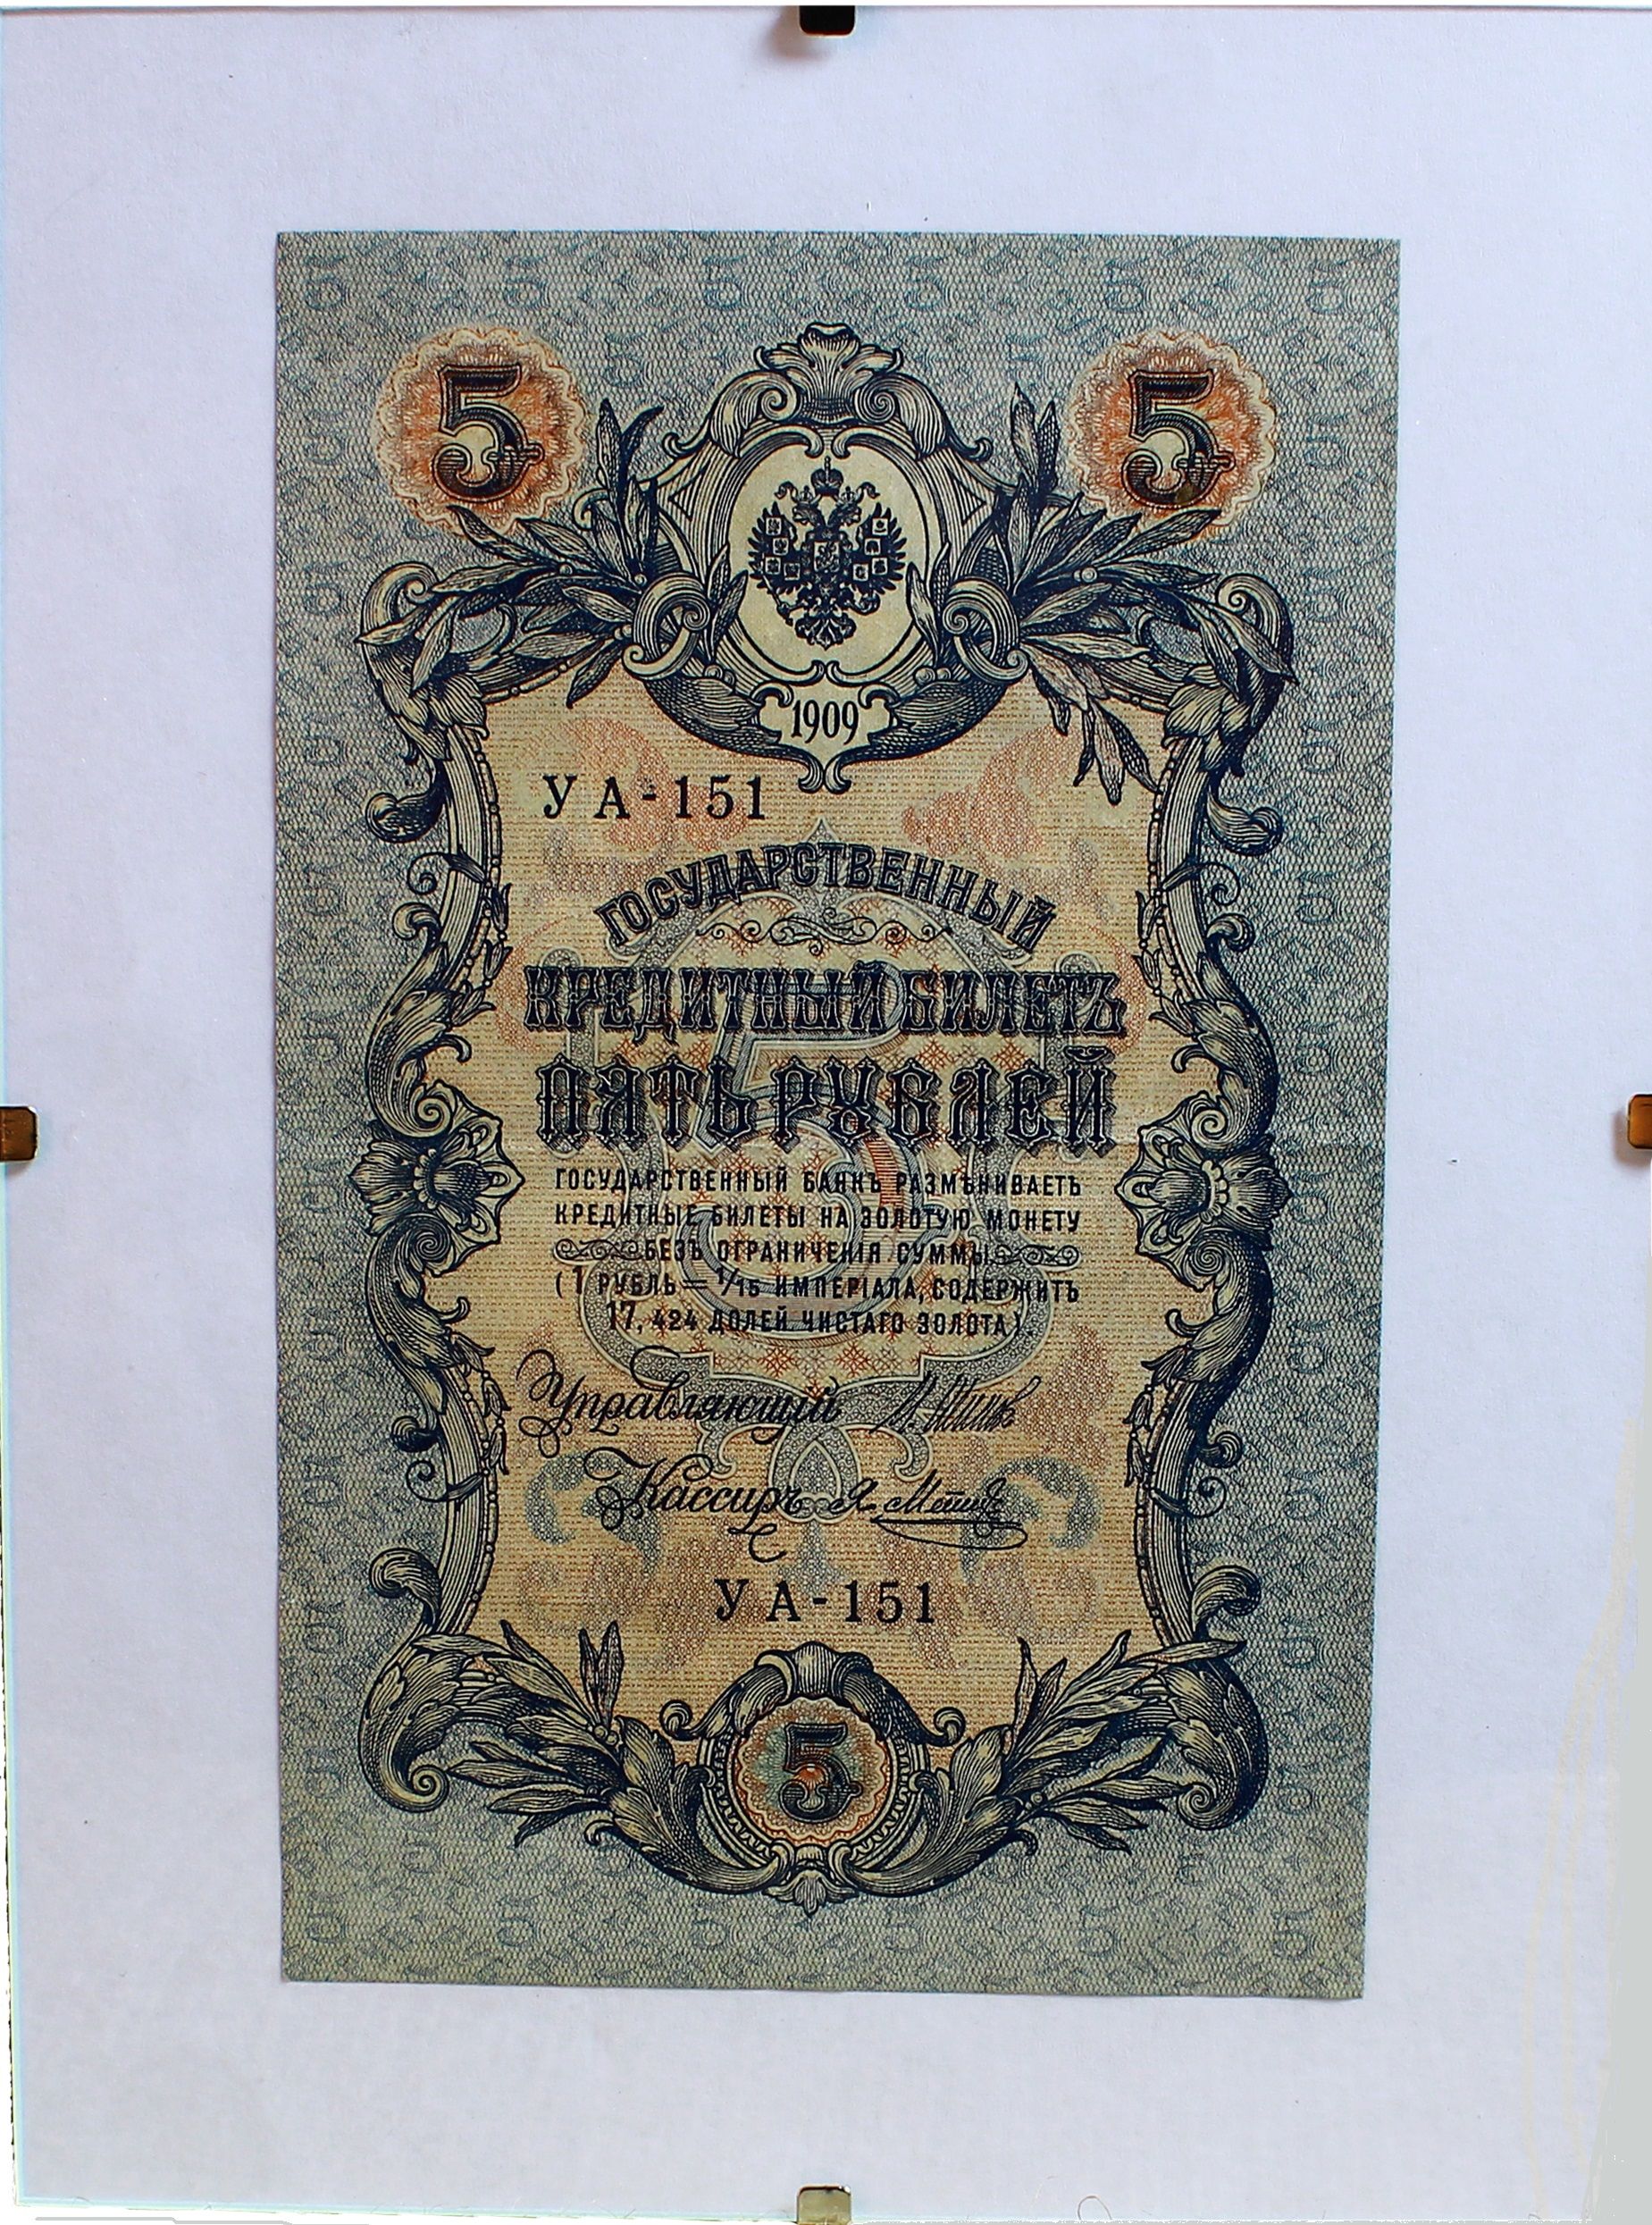 5 5
1909
УА-151
ГОСУДАРСТВЕННЫЙ
КРЕДИТНЫЙ БИЛЕТЪ
ПЯТЬ РУБЛЕЙ
ГОСУДАРСТВЕННЫЙ БАНКЪ РАЗМѢНИВАЕТЪ
КРЕДИТНЫЕ БИЛЕТЫ НА ЗОЛОТУЮ МОНЕТУ
БЕЗЪ ОГРАНИЧЕНІЯ СУММЫ
(1 РУБЛЬ = 1/15 ИМПЕРІАЛА, СОДЕРЖИТЪ
17,424 ДОЛЕЙ ЧИСТАГО ЗОЛОТА).
Управляющій
Кассиръ
УА-151
5